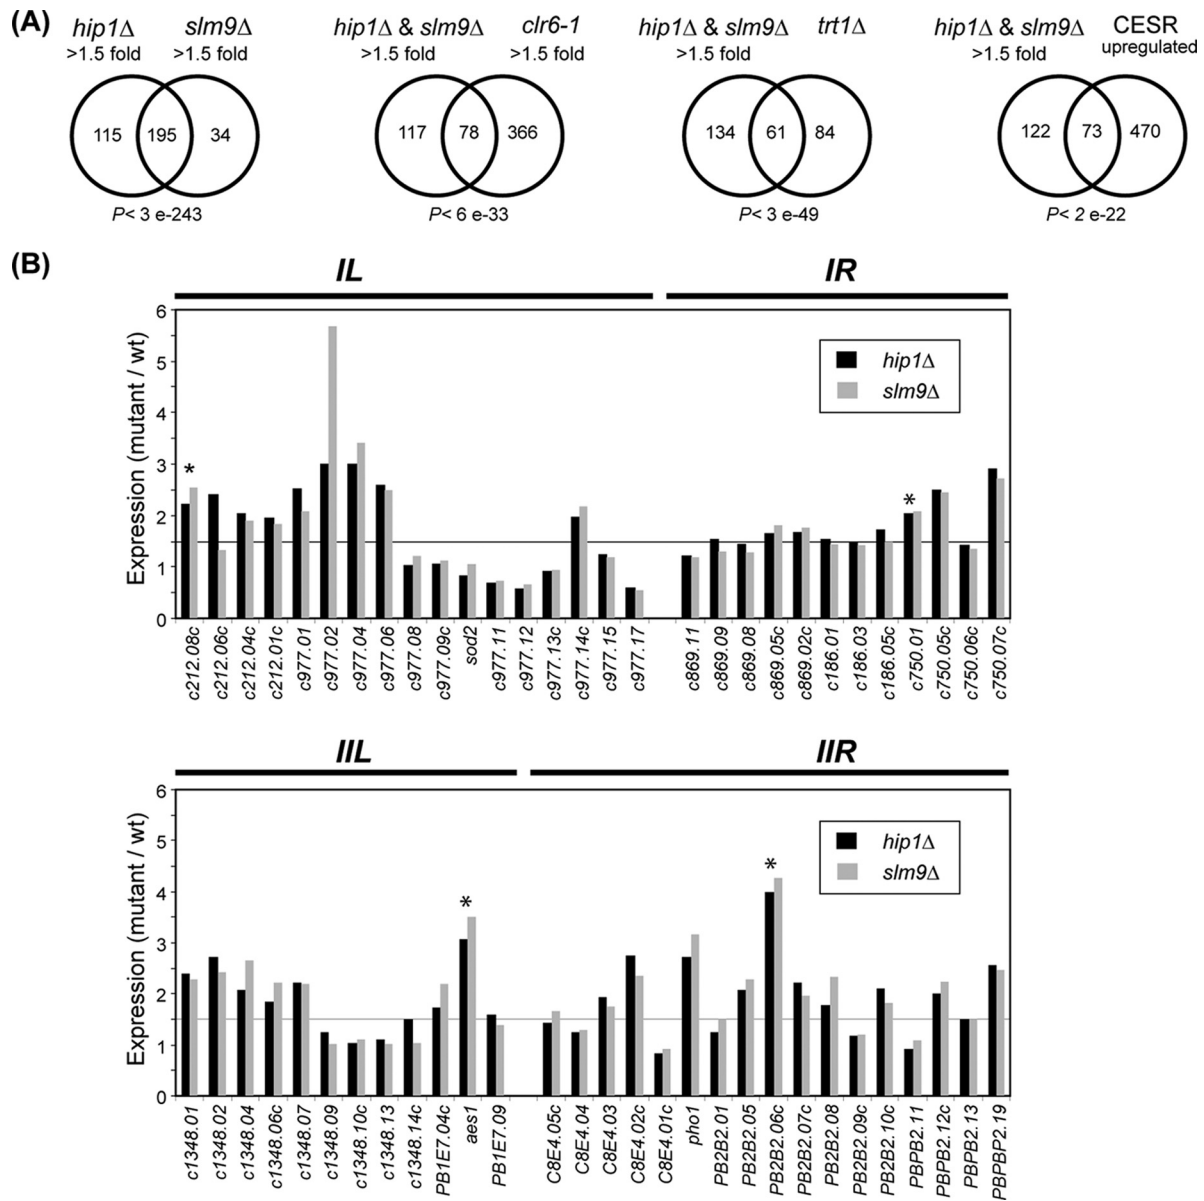 (A)
hip1Δ slm9Δ
>1.5 fold >1.5 fold
115 195 34
P< 3 e-243
hip1Δ & slm9Δ clr6-1
>1.5 fold >1.5 fold
117 78 366
P< 6 e-33
hip1Δ & slm9Δ trt1Δ
>1.5 fold
134 61 84
P< 3 e-49
hip1Δ & slm9Δ CESR
>1.5 fold upregulated
122 73 470
P< 2 e-22
(B)
IL IR
Expression (mutant / wt)
6
5
4
3
2
1
0
*
*
hip1Δ
slm9Δ
c212.08c
c212.06c
c212.04c
c212.01c
c977.01
c977.02
c977.04
c977.06
c977.08
c977.09c
sod2
c977.11
c977.12
c977.13c
c977.14c
c977.15
c977.17
c869.11
c869.09
c869.08
c869.05c
c869.02c
c186.01
c186.03
c186.05c
c750.01
c750.05c
c750.06c
c750.07c
IIL IIR
Expression (mutant / wt)
6
5
4
3
2
1
0
*
*
hip1Δ
slm9Δ
c1348.01
c1348.02
c1348.04
c1348.06c
c1348.07
c1348.09
c1348.10c
c1348.13
c1348.14c
PB1E7.04c
aes1
PB1E7.09
C8E4.05c
C8E4.04
C8E4.03
C8E4.02c
C8E4.01c
pho1
PB2B2.01
PB2B2.05
PB2B2.06c
PB2B2.07c
PB2B2.08
PB2B2.09c
PB2B2.10c
PBPB2.11
PBPB2.12c
PBPB2.13
PBPBP2.19